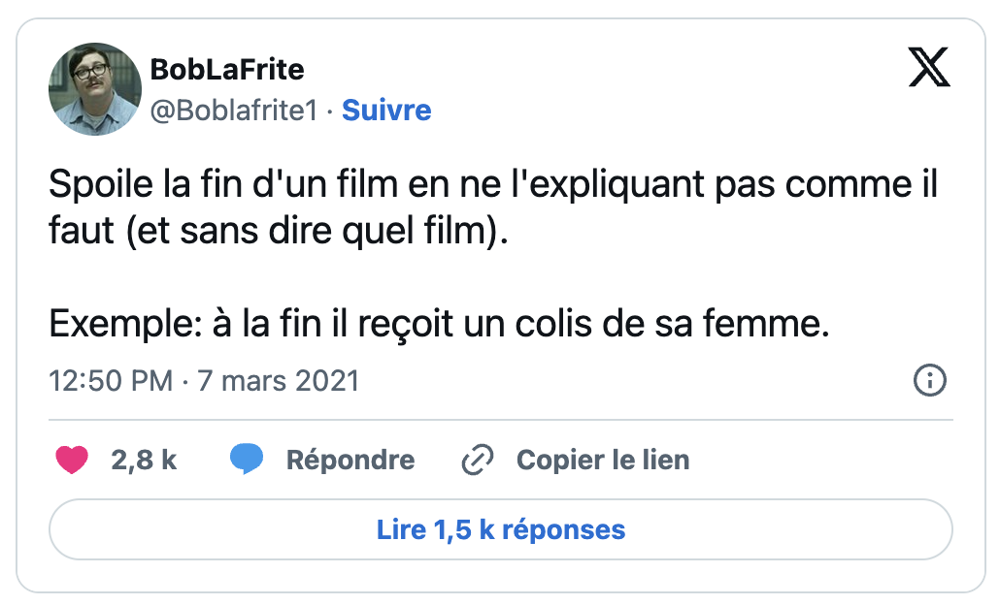 BobLaFrite
@Boblafrite1 · Suivre
Spoile la fin d'un film en ne l'expliquant pas comme il
faut (et sans dire quel film).
Exemple: à la fin il reçoit un colis de sa femme.
12:50 PM · 7 mars 2021
2,8 k Répondre Copier le lien
Lire 1,5 k réponses